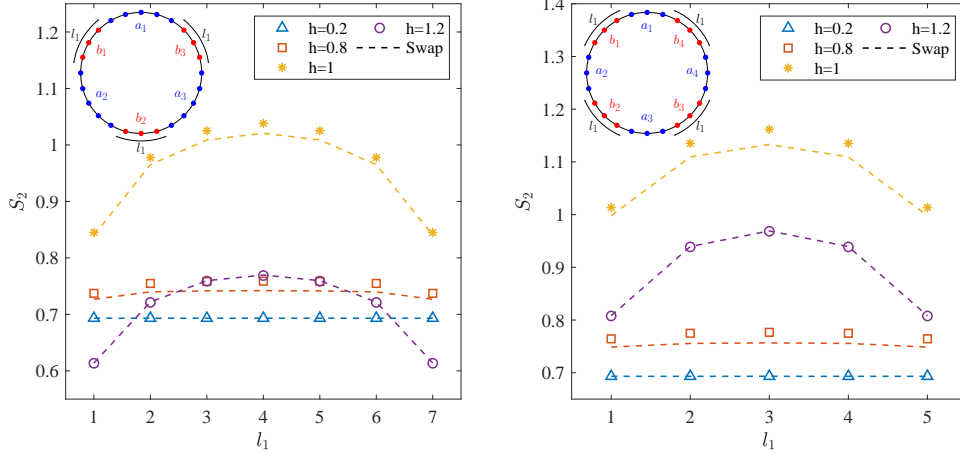 h=0.2
h=0.8
h=1
h=1.2
Swap
l₁
a₁
l₁
b₁
b₃
a₂
a₃
b₂
l₁
1.2
1.1
1
0.9
0.8
0.7
0.6
S₂
1 2 3 4 5 6 7
l₁
h=0.2
h=0.8
h=1
h=1.2
Swap
l₁
a₁
l₁
b₁
b₄
a₂
a₄
b₂
b₃
l₁
a₃
l₁
1.4
1.3
1.2
1.1
1
0.9
0.8
0.7
S₂
1 2 3 4 5
l₁